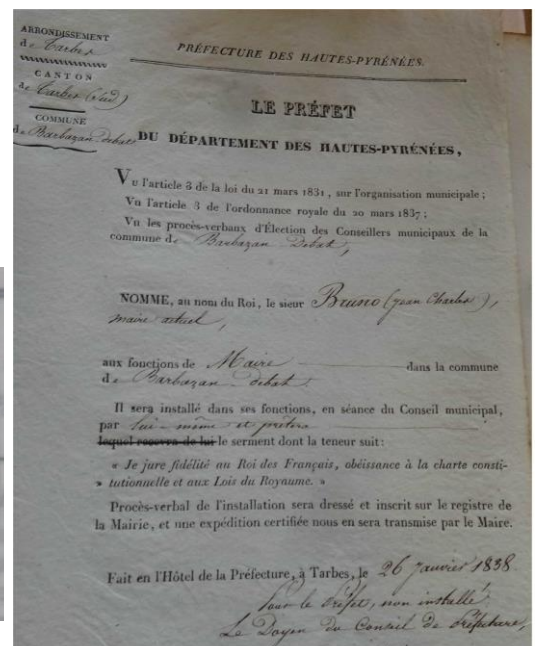 ARRONDISSEMENT
de Tarbes
CANTON
de Tarbes (Sud)
COMMUNE
de Barbazan Debat
PRÉFECTURE DES HAUTES-PYRÉNÉES.
LE PRÉFET
DU DÉPARTEMENT DES HAUTES-PYRÉNÉES,
Vu l'article 3 de la loi du 21 mars 1831, sur l'organisation municipale ;
Vu l'article 3 de l'ordonnance royale du 20 mars 1837 ;
Vu les procès-verbaux d'Élection des Conseillers municipaux de la
commune de Barbazan Debat,
NOMME, au nom du Roi, le sieur Bruno (Jean Charles),
maire actuel,
aux fonctions de Maire dans la commune
de Barbazan Debat.
Il sera installé dans ses fonctions, en séance du Conseil municipal,
par lui-même et prêtera
lequel recevra de lui le serment dont la teneur suit :
« Je jure fidélité au Roi des Français, obéissance à la charte consti-
» tutionnelle et aux Lois du Royaume. »
Procès-verbal de l'installation sera dressé et inscrit sur le registre de
la Mairie, et une expédition certifiée nous en sera transmise par le Maire.
Fait en l'Hôtel de la Préfecture, à Tarbes, le 26 janvier 1838
Pour le Préfet, non installé,
Le Doyen du Conseil de Préfecture,